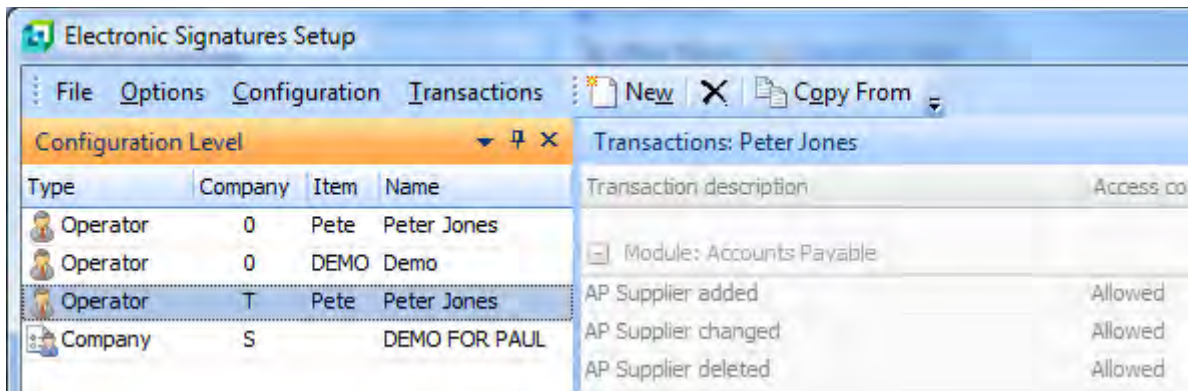 Electronic Signatures Setup
File Options Configuration Transactions New Copy From
Configuration Level
Type Company Item Name
Operator 0 Pete Peter Jones
Operator 0 DEMO Demo
Operator T Pete Peter Jones
Company S DEMO FOR PAUL
Transactions: Peter Jones
Transaction description Access co
Module: Accounts Payable
AP Supplier added Allowed
AP Supplier changed Allowed
AP Supplier deleted Allowed